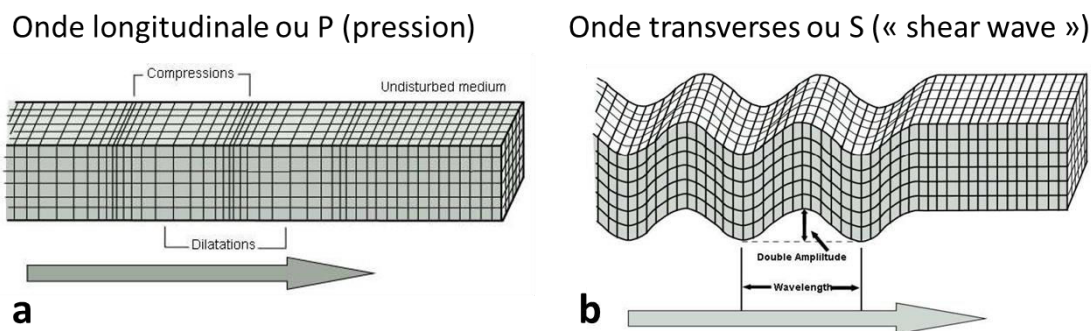 Onde longitudinale ou P (pression)
Onde transverses ou S (« shear wave »)
Compressions
Undisturbed medium
Dilatations
a
Double Amplitude
Wavelength
b